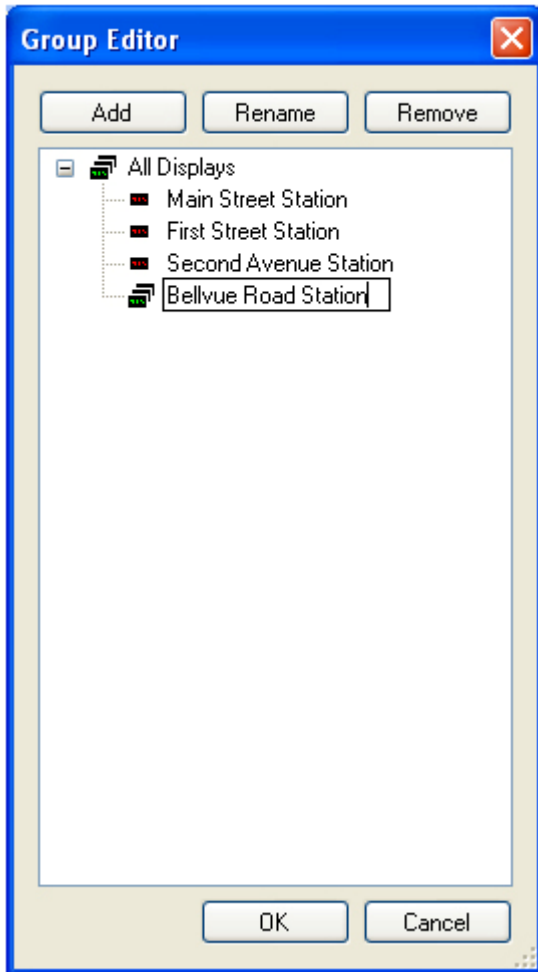 Group Editor
Add Rename Remove
All Displays
Main Street Station
First Street Station
Second Avenue Station
Bellvue Road Station
OK Cancel